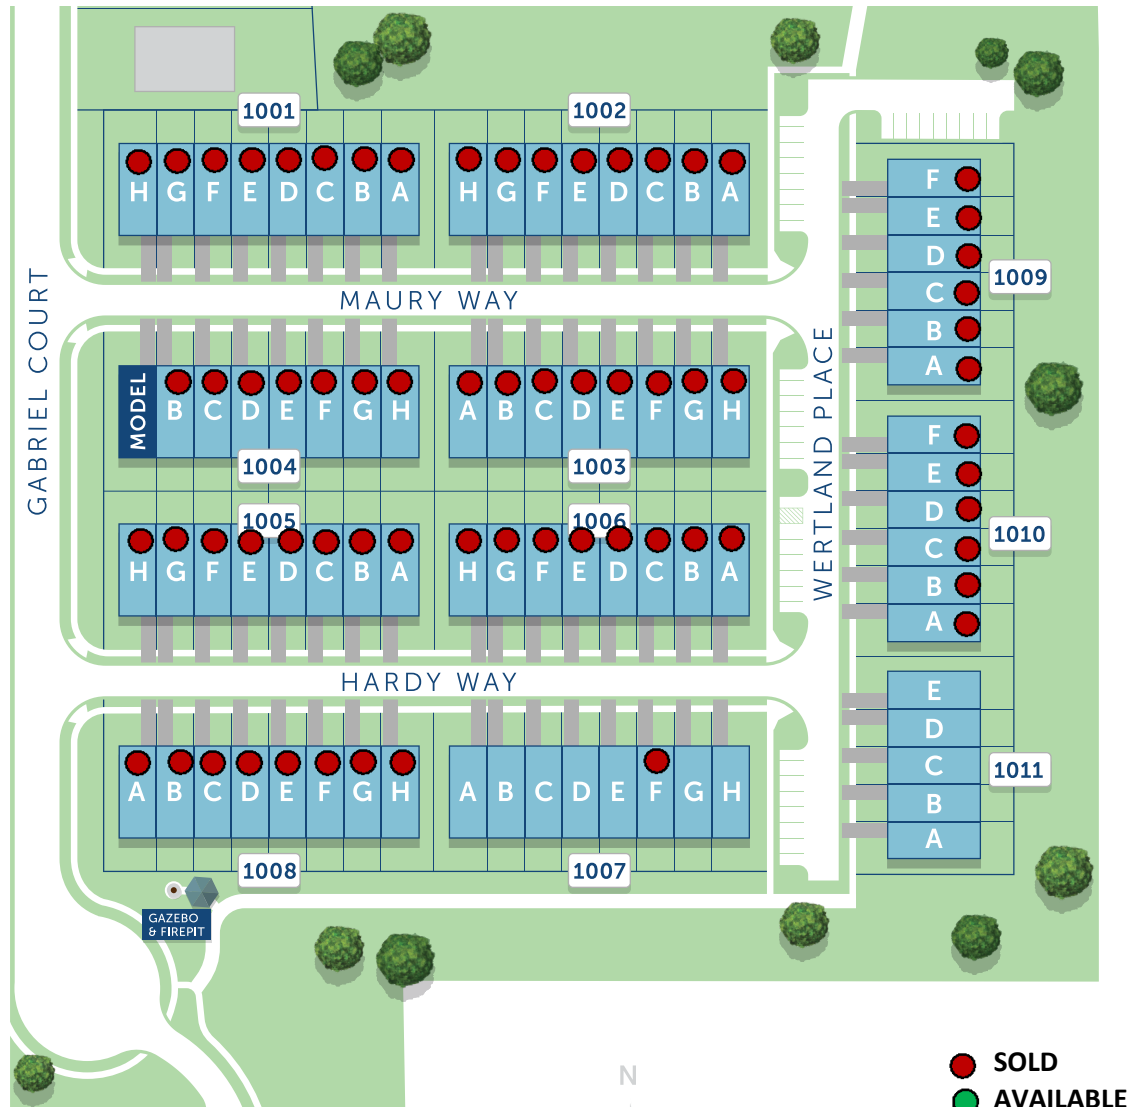 1001
1002
H G F E D C B A
H G F E D C B A
F
E
D
C
B
A
1009
MAURY WAY
GABRIEL COURT
WERTLAND PLACE
MODEL
B C D E F G H
A B C D E F G H
1004
1003
F
E
D
C
B
A
1010
1005
1006
H G F E D C B A
H G F E D C B A
HARDY WAY
E
D
C
B
A
1011
A B C D E F G H
A B C D E F G H
1008
1007
GAZEBO
& FIREPIT
N
SOLD
AVAILABLE